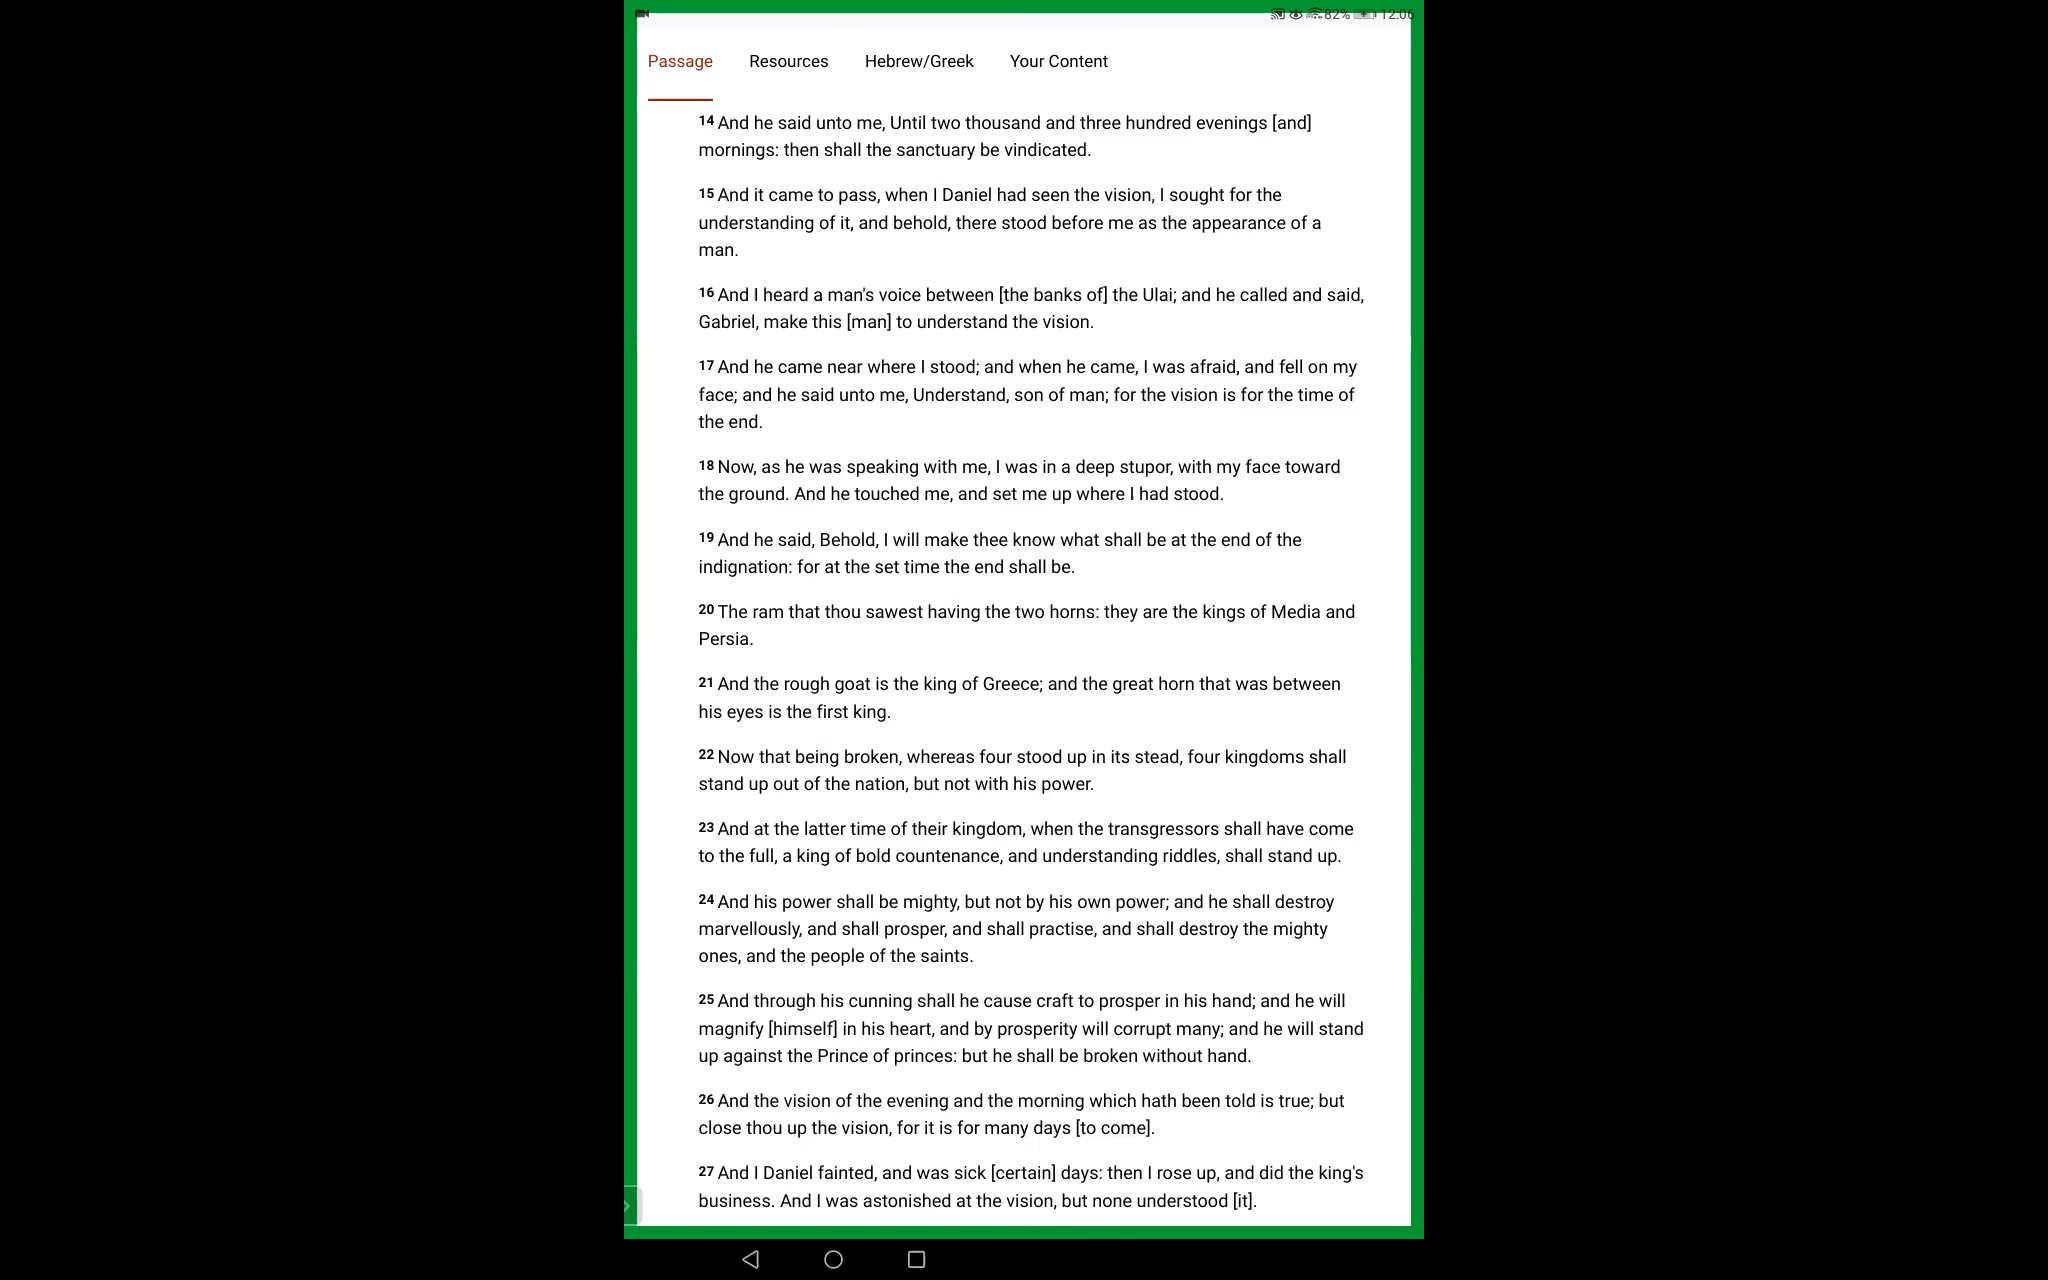 82% 12:06
Passage Resources Hebrew/Greek Your Content
14 And he said unto me, Until two thousand and three hundred evenings [and]
mornings: then shall the sanctuary be vindicated.
15 And it came to pass, when I Daniel had seen the vision, I sought for the
understanding of it, and behold, there stood before me as the appearance of a
man.
16 And I heard a man's voice between [the banks of] the Ulai; and he called and said,
Gabriel, make this [man] to understand the vision.
17 And he came near where I stood; and when he came, I was afraid, and fell on my
face; and he said unto me, Understand, son of man; for the vision is for the time of
the end.
18 Now, as he was speaking with me, I was in a deep stupor, with my face toward
the ground. And he touched me, and set me up where I had stood.
19 And he said, Behold, I will make thee know what shall be at the end of the
indignation: for at the set time the end shall be.
20 The ram that thou sawest having the two horns: they are the kings of Media and
Persia.
21 And the rough goat is the king of Greece; and the great horn that was between
his eyes is the first king.
22 Now that being broken, whereas four stood up in its stead, four kingdoms shall
stand up out of the nation, but not with his power.
23 And at the latter time of their kingdom, when the transgressors shall have come
to the full, a king of bold countenance, and understanding riddles, shall stand up.
24 And his power shall be mighty, but not by his own power; and he shall destroy
marvellously, and shall prosper, and shall practise, and shall destroy the mighty
ones, and the people of the saints.
25 And through his cunning shall he cause craft to prosper in his hand; and he will
magnify [himself] in his heart, and by prosperity will corrupt many; and he will stand
up against the Prince of princes: but he shall be broken without hand.
26 And the vision of the evening and the morning which hath been told is true; but
close thou up the vision, for it is for many days [to come].
27 And I Daniel fainted, and was sick [certain] days: then I rose up, and did the king's
business. And I was astonished at the vision, but none understood [it].